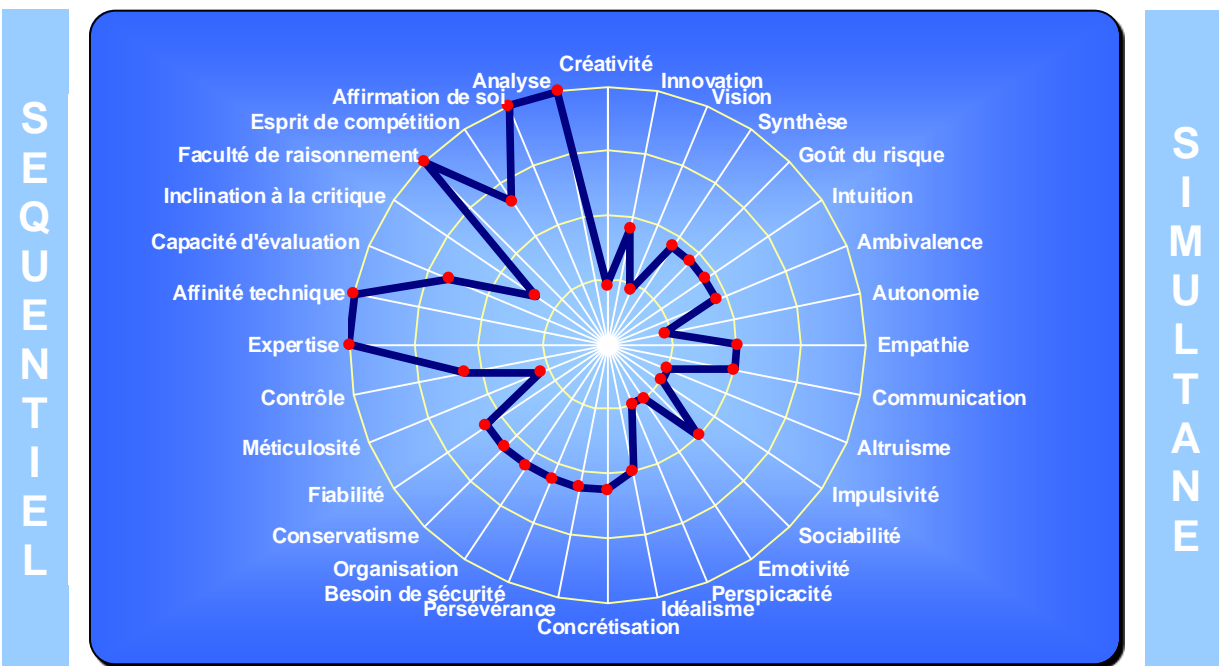 SEQUENTIEL
Créativité
Innovation
Vision
Synthèse
Goût du risque
Intuition
Ambivalence
Autonomie
Empathie
Communication
Altruisme
Impulsivité
Sociabilité
Emotivité
Perspicacité
Idéalisme
Concrétisation
Persévérance
Besoin de sécurité
Organisation
Conservatisme
Fiabilité
Méticulosité
Contrôle
Expertise
Affinité technique
Capacité d'évaluation
Inclination à la critique
Faculté de raisonnement
Esprit de compétition
Affirmation de soi
Analyse
SIMULTANE